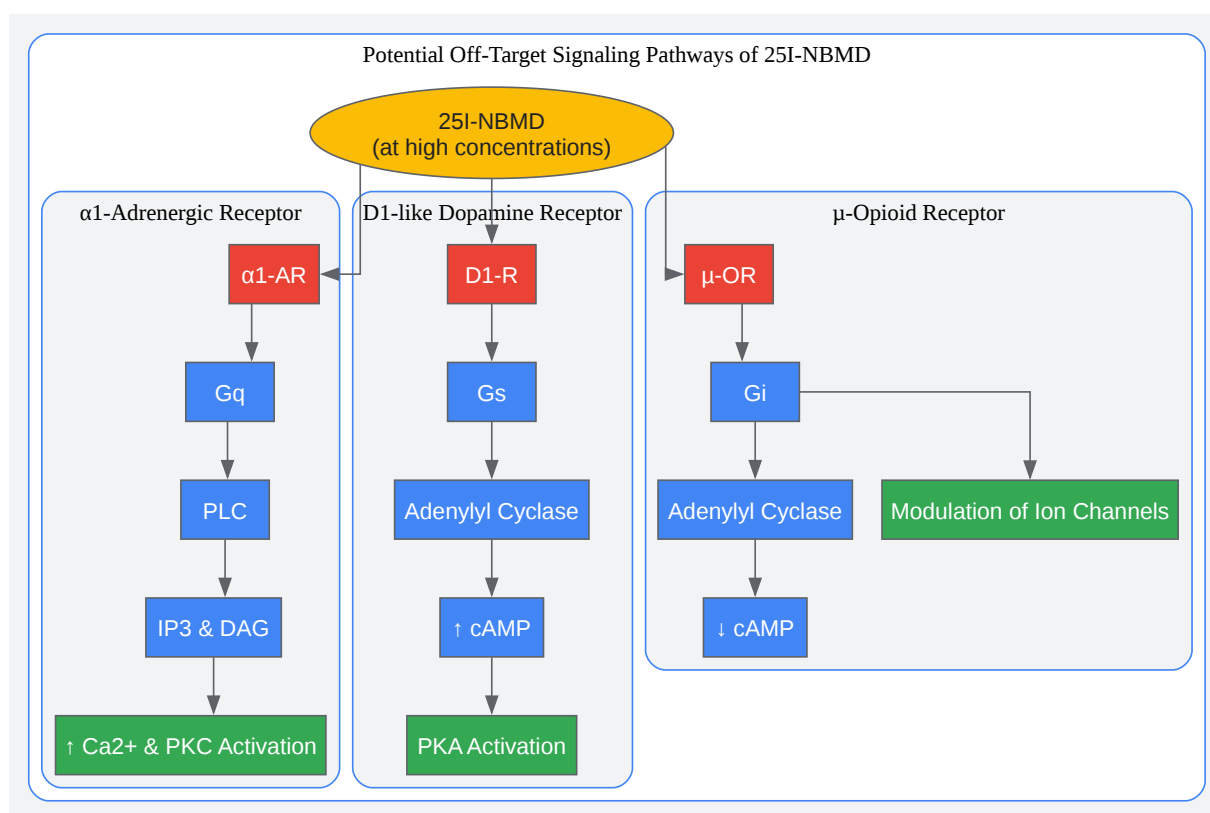 Potential Off-Target Signaling Pathways of 25I-NBMD
25I-NBMD
(at high concentrations)
α1-Adrenergic Receptor
α1-AR
Gq
PLC
IP3 & DAG
↑ Ca2+ & PKC Activation
D1-like Dopamine Receptor
D1-R
Gs
Adenylyl Cyclase
↑ cAMP
PKA Activation
µ-Opioid Receptor
µ-OR
Gi
Adenylyl Cyclase
↓ cAMP
Modulation of Ion Channels